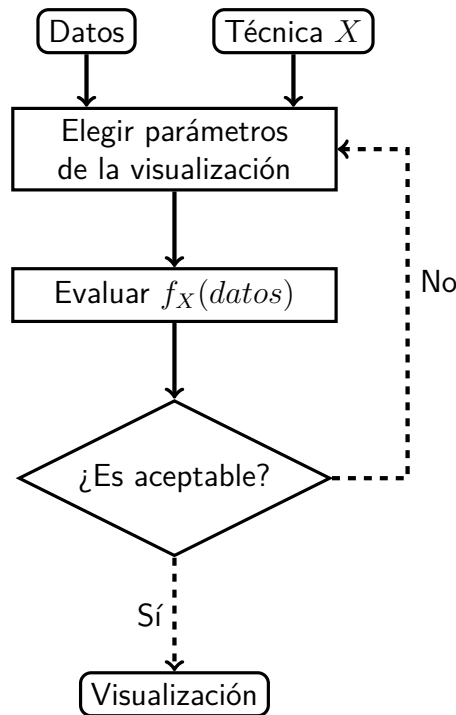 Datos
Técnica X
Elegir parámetros
de la visualización
Evaluar f_X(datos)
No
¿Es aceptable?
Sí
Visualización